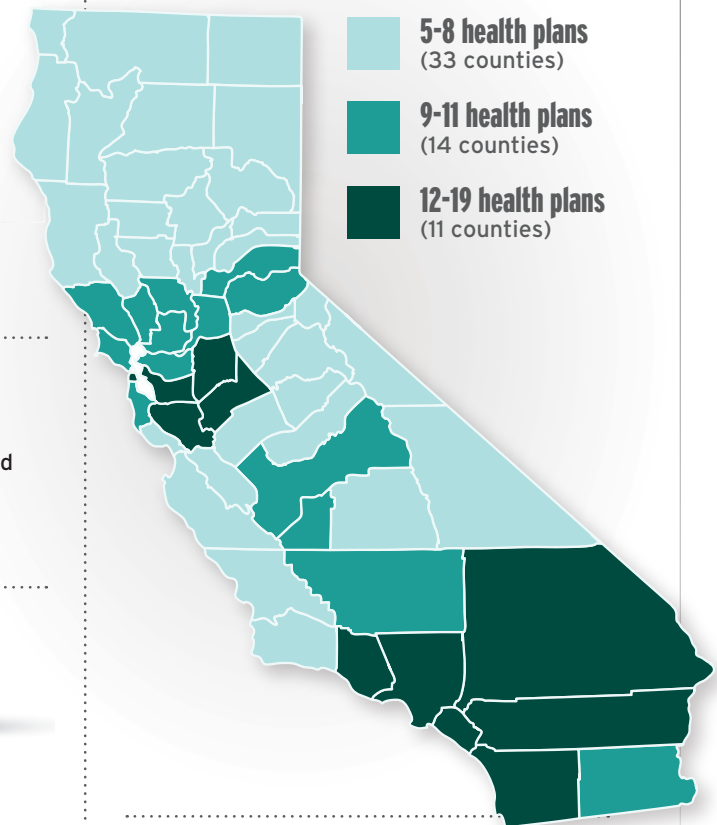 5-8 health plans
(33 counties)
9-11 health plans
(14 counties)
12-19 health plans
(11 counties)
d